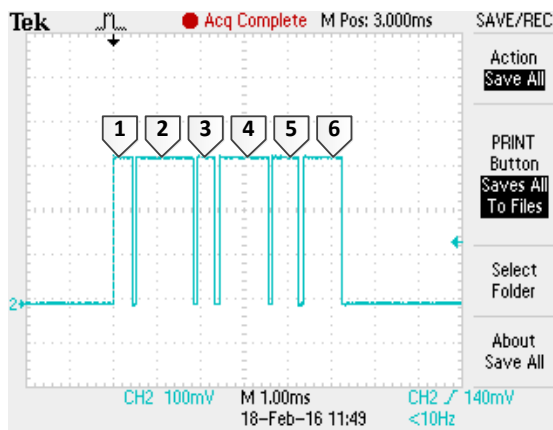 Tek Acq Complete M Pos: 3.000ms SAVE/REC
Action
Save All
1 2 3 4 5 6
PRINT
Button
Saves All
To Files
Select
Folder
2
About
Save All
CH2 100mV M 1.00ms CH2 140mV
18-Feb-16 11:49 <10Hz